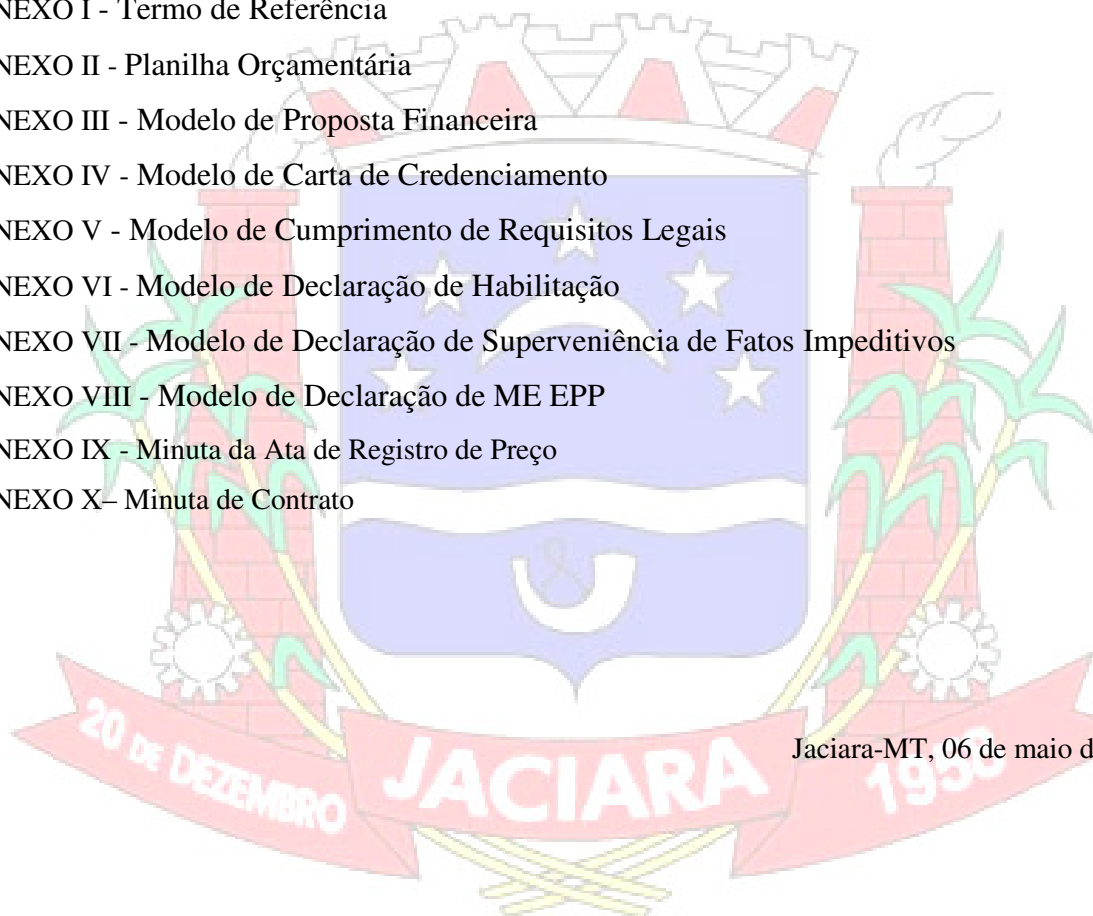 NEXO I - Termo de Referência
NEXO II - Planilha Orçamentária
NEXO III - Modelo de Proposta Financeira
NEXO IV - Modelo de Carta de Credenciamento
NEXO V - Modelo de Cumprimento de Requisitos Legais
NEXO VI - Modelo de Declaração de Habilitação
NEXO VII - Modelo de Declaração de Superveniência de Fatos Impeditivos
NEXO VIII - Modelo de Declaração de ME EPP
NEXO IX - Minuta da Ata de Registro de Preço
NEXO X– Minuta de Contrato
Jaciara-MT, 06 de maio d
20 DE DEZEMBRO
JACIARA
1958